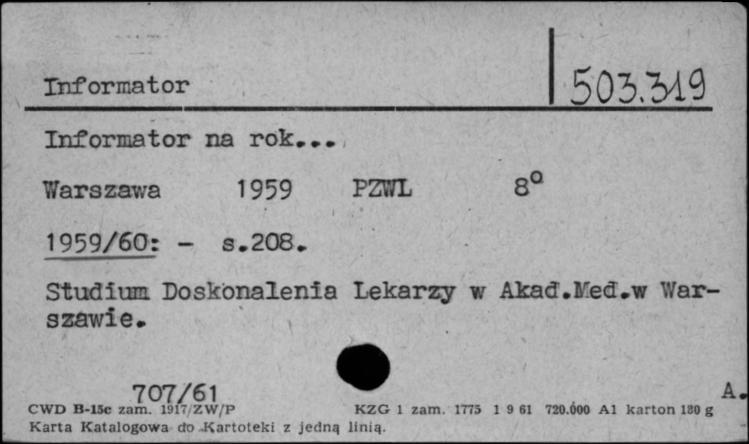 Informator 503.319
Informator na rok...
Warszawa 1959 PZWL 8°
1959/60: - s.208.
Studium Doskonalenia Lekarzy w Akad.Med.w War-
szawie.
707/61 A.
CWD B-15c zam. 1917/ZW/P KZG 1 zam. 1775 1 9 61 720.000 A1 karton 180 g
Karta Katalogowa do Kartoteki z jedną linią.